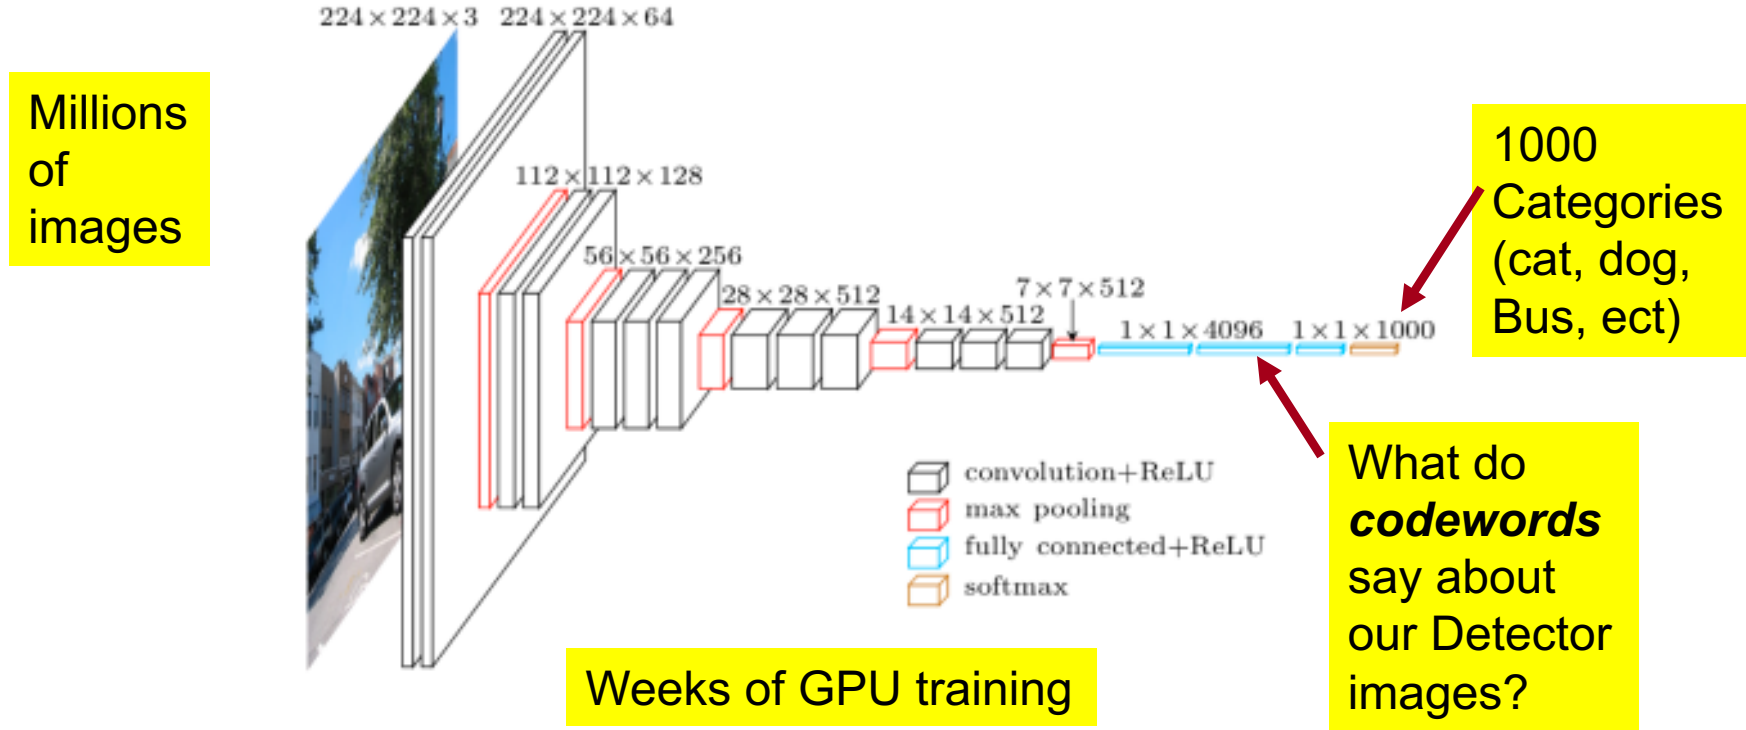 224×224×3
224×224×64
Millions
of
images
112×112×128
56×56×256
28×28×512
14×14×512
7×7×512
1×1×4096
1×1×1000
1000
Categories
(cat, dog,
Bus, ect)
convolution+ReLU
max pooling
fully connected+ReLU
softmax
What do
codewords
say about
our Detector
images?
Weeks of GPU training